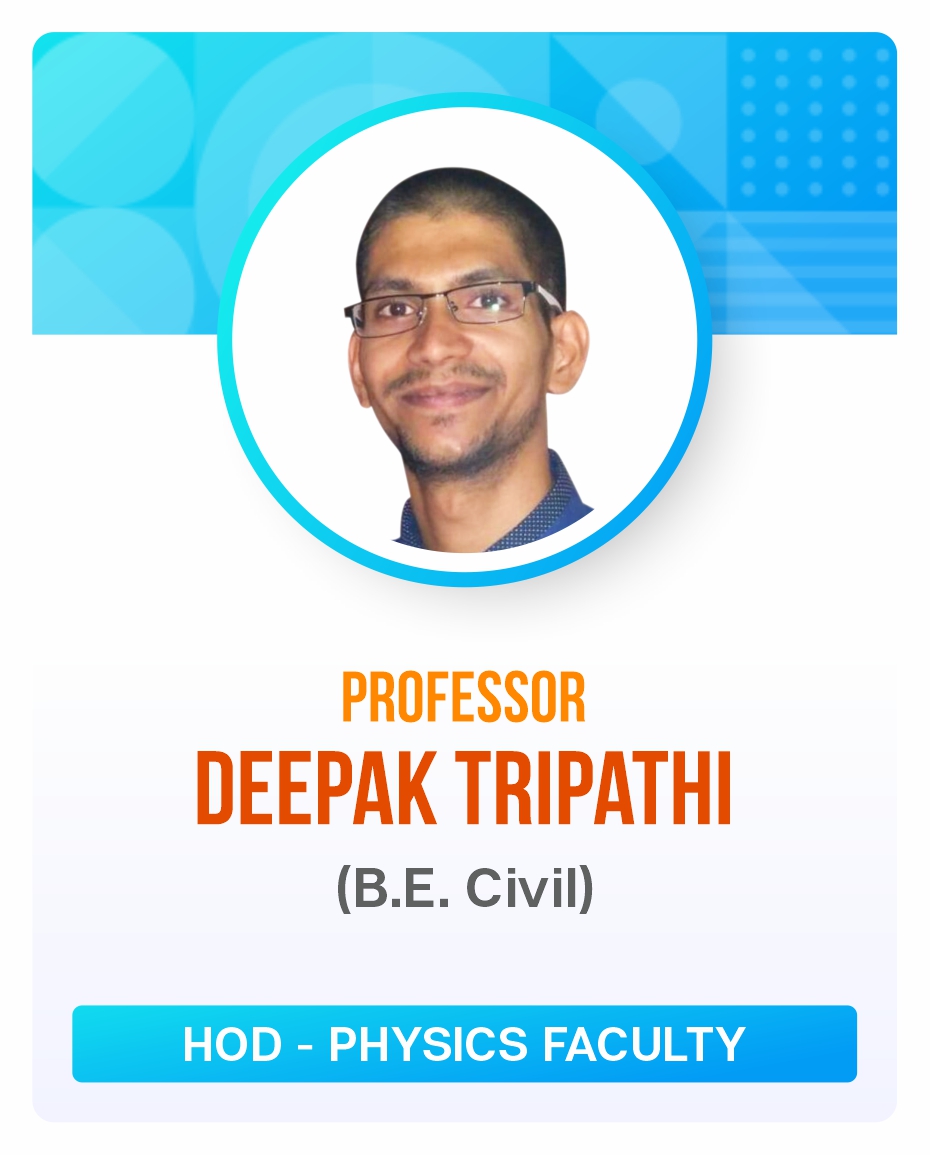 PROFESSOR
DEEPAK TRIPATHI
(B.E. Civil)
HOD - PHYSICS FACULTY